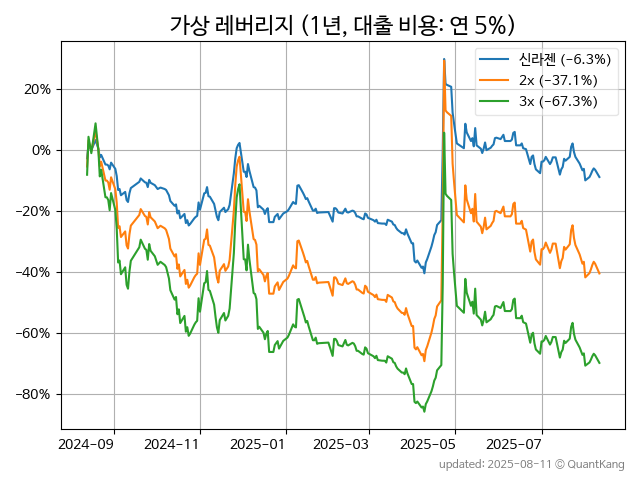 가상 레버리지 (1년, 대출 비용: 연 5%)
신라젠 (−6.3%)
2x (−37.1%)
3x (−67.3%)
20%
0%
−20%
−40%
−60%
−80%
2024-09
2024-11
2025-01
2025-03
2025-05
2025-07
updated: 2025-08-11 © QuantKang